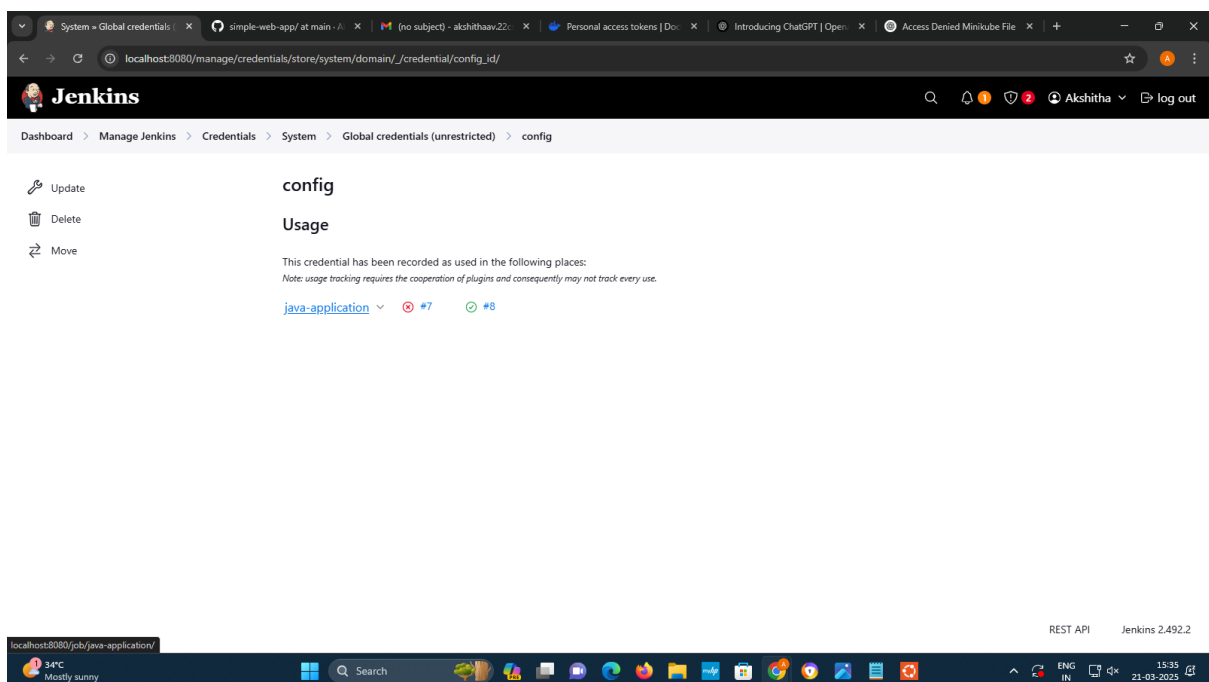 System » Global credentials (
simple-web-app/ at main · A
(no subject) - akshithaav.22c
Personal access tokens | Doc
Introducing ChatGPT | Open
Access Denied Minikube File
localhost:8080/manage/credentials/store/system/domain/_/credential/config_id/
A
Jenkins
1
2
Akshitha
log out
Dashboard > Manage Jenkins > Credentials > System > Global credentials (unrestricted) > config
Update
Delete
Move
config
Usage
This credential has been recorded as used in the following places:
Note: usage tracking requires the cooperation of plugins and consequently may not track every use.
java-application #7 #8
REST API Jenkins 2.492.2
localhost:8080/job/java-application/
1
34°C
Mostly sunny
Search
ENG
IN
15:35
21-03-2025